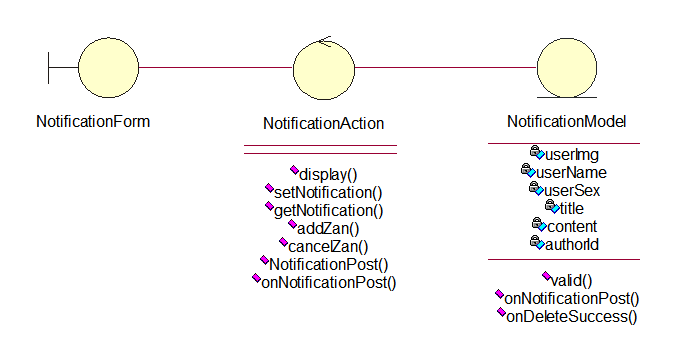 NotificationForm
NotificationAction
display()
setNotification()
getNotification()
addZan()
cancelZan()
NotificationPost()
onNotificationPost()
NotificationModel
userImg
userName
userSex
title
content
authorId
valid()
onNotificationPost()
onDeleteSuccess()